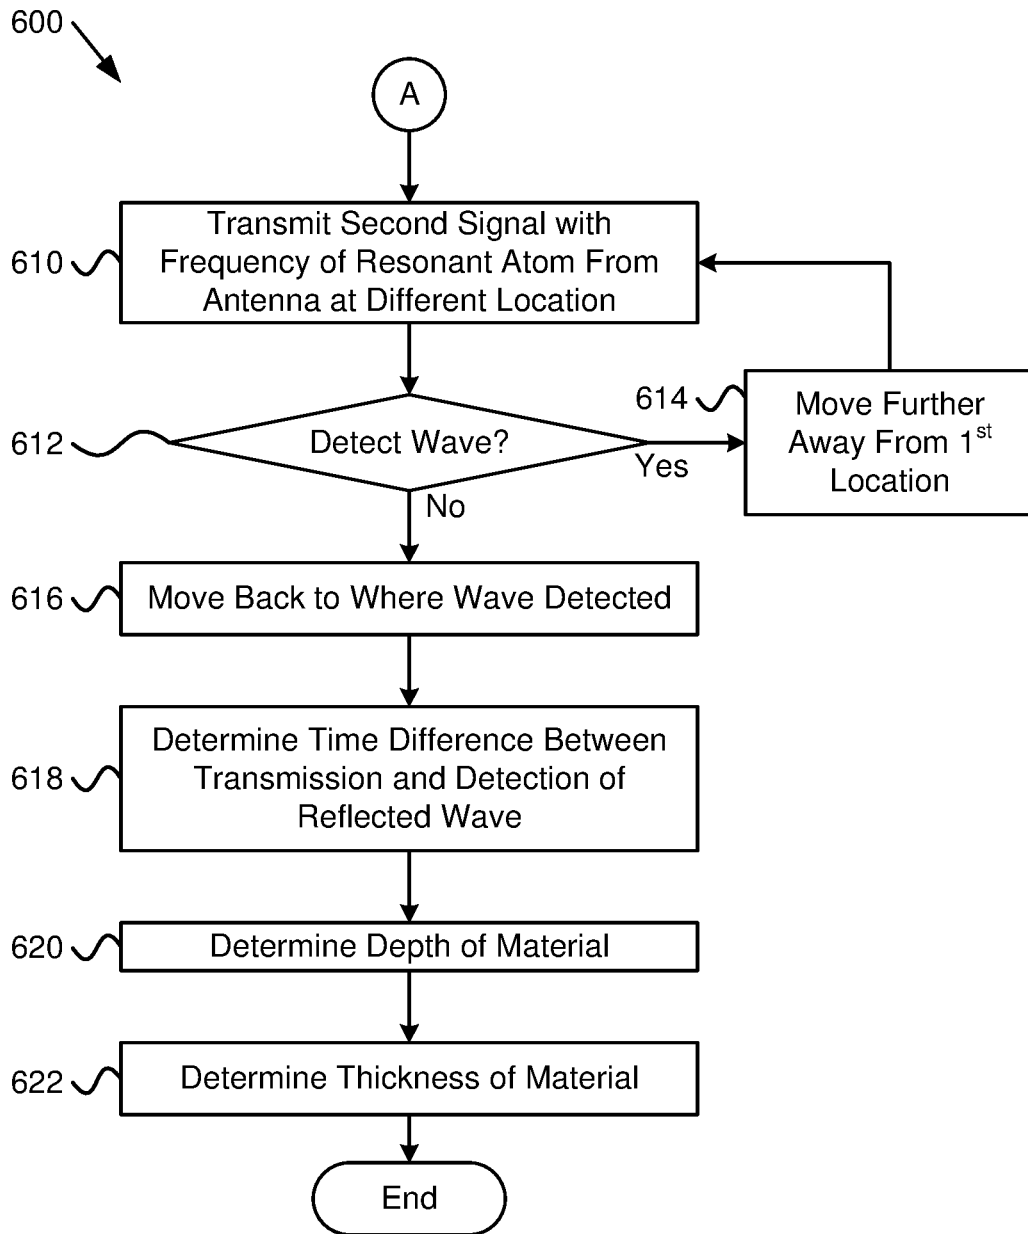 600
A
610
Transmit Second Signal with
Frequency of Resonant Atom From
Antenna at Different Location
612
Detect Wave?
Yes
614
Move Further
Away From 1st
Location
No
616
Move Back to Where Wave Detected
618
Determine Time Difference Between
Transmission and Detection of
Reflected Wave
620
Determine Depth of Material
622
Determine Thickness of Material
End